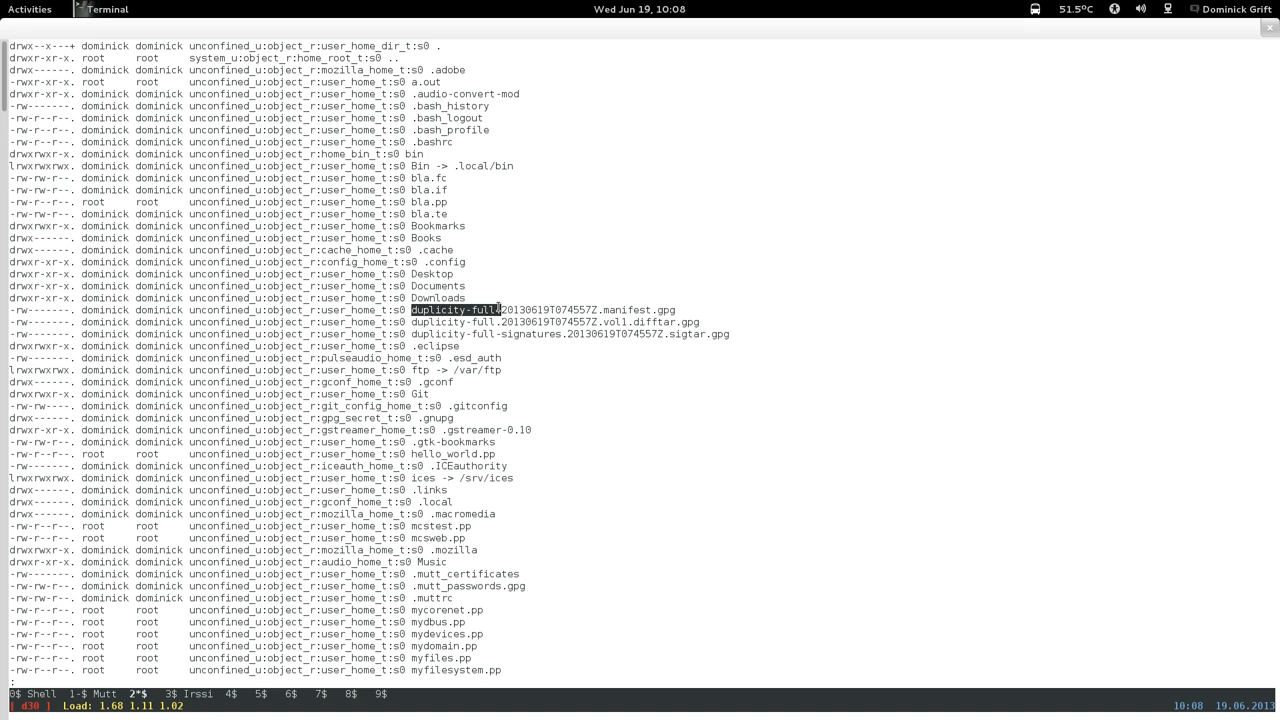 Activities Terminal Wed Jun 19, 10:08 51.5°C Dominick Grift
drwx--x---+ dominick dominick unconfined_u:object_r:user_home_dir_t:s0 .
drwxr-xr-x. root     root     system_u:object_r:home_root_t:s0 ..
drwx------. dominick dominick unconfined_u:object_r:mozilla_home_t:s0 .adobe
-rwxr-xr-x. root     root     unconfined_u:object_r:user_home_t:s0 a.out
drwxr-xr-x. dominick dominick unconfined_u:object_r:user_home_t:s0 .audio-convert-mod
-rw-------. dominick dominick unconfined_u:object_r:user_home_t:s0 .bash_history
-rw-r--r--. dominick dominick unconfined_u:object_r:user_home_t:s0 .bash_logout
-rw-r--r--. dominick dominick unconfined_u:object_r:user_home_t:s0 .bash_profile
-rw-r--r--. dominick dominick unconfined_u:object_r:user_home_t:s0 .bashrc
drwxrwxr-x. dominick dominick unconfined_u:object_r:home_bin_t:s0 bin
lrwxrwxrwx. dominick dominick unconfined_u:object_r:user_home_t:s0 Bin -> .local/bin
-rw-rw-r--. dominick dominick unconfined_u:object_r:user_home_t:s0 bla.fc
-rw-rw-r--. dominick dominick unconfined_u:object_r:user_home_t:s0 bla.if
-rw-r--r--. root     root     unconfined_u:object_r:user_home_t:s0 bla.pp
-rw-rw-r--. dominick dominick unconfined_u:object_r:user_home_t:s0 bla.te
drwxrwxr-x. dominick dominick unconfined_u:object_r:user_home_t:s0 Bookmarks
drwx------. dominick dominick unconfined_u:object_r:user_home_t:s0 Books
drwx------. dominick dominick unconfined_u:object_r:cache_home_t:s0 .cache
drwxr-xr-x. dominick dominick unconfined_u:object_r:config_home_t:s0 .config
drwxr-xr-x. dominick dominick unconfined_u:object_r:user_home_t:s0 Desktop
drwxr-xr-x. dominick dominick unconfined_u:object_r:user_home_t:s0 Documents
drwxr-xr-x. dominick dominick unconfined_u:object_r:user_home_t:s0 Downloads
-rw-------. dominick dominick unconfined_u:object_r:user_home_t:s0 duplicity-full.20130619T074557Z.manifest.gpg
-rw-------. dominick dominick unconfined_u:object_r:user_home_t:s0 duplicity-full.20130619T074557Z.vol1.difftar.gpg
-rw-------. dominick dominick unconfined_u:object_r:user_home_t:s0 duplicity-full-signatures.20130619T074557Z.sigtar.gpg
drwxrwxr-x. dominick dominick unconfined_u:object_r:user_home_t:s0 .eclipse
-rw-------. dominick dominick unconfined_u:object_r:pulseaudio_home_t:s0 .esd_auth
lrwxrwxrwx. dominick dominick unconfined_u:object_r:user_home_t:s0 ftp -> /var/ftp
drwx------. dominick dominick unconfined_u:object_r:gconf_home_t:s0 .gconf
drwxrwxr-x. dominick dominick unconfined_u:object_r:user_home_t:s0 Git
-rw-rw----. dominick dominick unconfined_u:object_r:git_config_home_t:s0 .gitconfig
drwx------. dominick dominick unconfined_u:object_r:gpg_secret_t:s0 .gnupg
drwxr-xr-x. dominick dominick unconfined_u:object_r:gstreamer_home_t:s0 .gstreamer-0.10
-rw-rw-r--. dominick dominick unconfined_u:object_r:user_home_t:s0 .gtk-bookmarks
-rw-r--r--. root     root     unconfined_u:object_r:user_home_t:s0 hello_world.pp
-rw-------. dominick dominick unconfined_u:object_r:iceauth_home_t:s0 .ICEauthority
lrwxrwxrwx. dominick dominick unconfined_u:object_r:user_home_t:s0 ices -> /srv/ices
drwx------. dominick dominick unconfined_u:object_r:user_home_t:s0 .links
drwx------. dominick dominick unconfined_u:object_r:gconf_home_t:s0 .local
drwx------. dominick dominick unconfined_u:object_r:mozilla_home_t:s0 .macromedia
-rw-r--r--. root     root     unconfined_u:object_r:user_home_t:s0 mcstest.pp
-rw-r--r--. root     root     unconfined_u:object_r:user_home_t:s0 mcsweb.pp
drwxrwxr-x. dominick dominick unconfined_u:object_r:mozilla_home_t:s0 .mozilla
drwxr-xr-x. dominick dominick unconfined_u:object_r:audio_home_t:s0 Music
-rw-------. dominick dominick unconfined_u:object_r:user_home_t:s0 .mutt_certificates
-rw-rw-r--. dominick dominick unconfined_u:object_r:user_home_t:s0 .mutt_passwords.gpg
-rw-rw-r--. dominick dominick unconfined_u:object_r:user_home_t:s0 .muttrc
-rw-r--r--. root     root     unconfined_u:object_r:user_home_t:s0 mycorenet.pp
-rw-r--r--. root     root     unconfined_u:object_r:user_home_t:s0 mydbus.pp
-rw-r--r--. root     root     unconfined_u:object_r:user_home_t:s0 mydevices.pp
-rw-r--r--. root     root     unconfined_u:object_r:user_home_t:s0 mydomain.pp
-rw-r--r--. root     root     unconfined_u:object_r:user_home_t:s0 myfiles.pp
-rw-r--r--. root     root     unconfined_u:object_r:user_home_t:s0 myfilesystem.pp
:
0$ Shell 1-$ Mutt 2*$ 3$ Irssi 4$ 5$ 6$ 7$ 8$ 9$
[ d30 ] Load: 1.68 1.11 1.02 10:08 19.06.2013